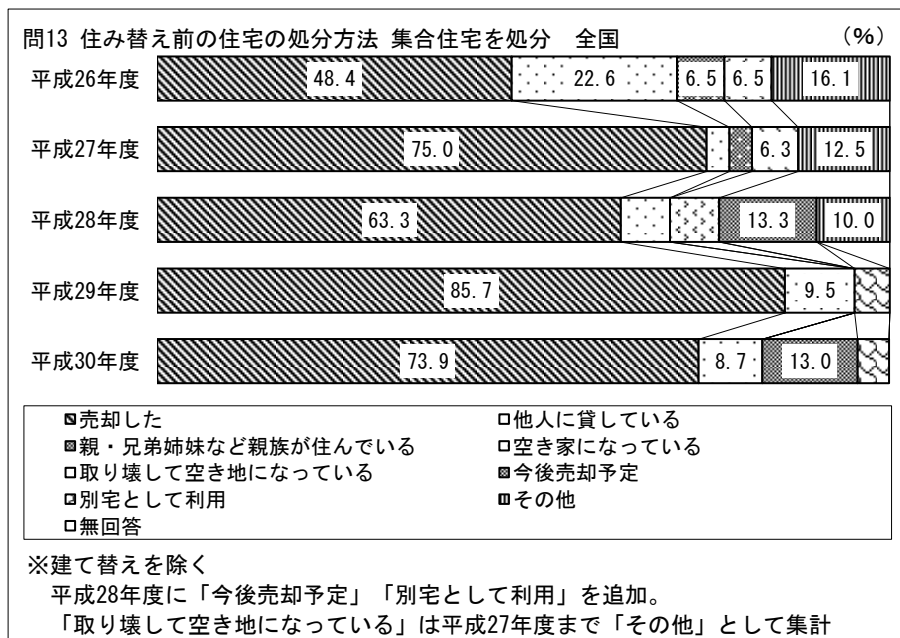 問13 住み替え前の住宅の処分方法 集合住宅を処分 全国 (%)
平成26年度 48.4 22.6 6.5 6.5 16.1
平成27年度 75.0 6.3 12.5
平成28年度 63.3 13.3 10.0
平成29年度 85.7 9.5
平成30年度 73.9 8.7 13.0
売却した 他人に貸している
親・兄弟姉妹など親族が住んでいる 空き家になっている
取り壊して空き地になっている 今後売却予定
別宅として利用 その他
無回答
※建て替えを除く
平成28年度に「今後売却予定」「別宅として利用」を追加。
「取り壊して空き地になっている」は平成27年度まで「その他」として集計